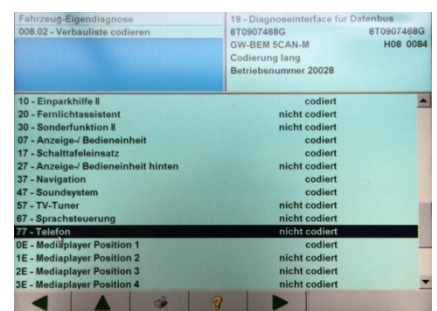 Fahrzeug-Eigendiagnose
008.02 - Verbauliste codieren
19 - Diagnoseinterface für Datenbus
8T0907468G 8T0907468G
GW-BEM 5CAN-M H08 0084
Codierung lang
Betriebsnummer 20028
10 - Einparkhilfe II codiert
20 - Fernlichtassistent nicht codiert
30 - Sonderfunktion II nicht codiert
07 - Anzeige-/ Bedieneinheit codiert
17 - Schalttafeleinsatz codiert
27 - Anzeige-/ Bedieneinheit hinten nicht codiert
37 - Navigation codiert
47 - Soundsystem codiert
57 - TV-Tuner nicht codiert
67 - Sprachsteuerung nicht codiert
77 - Telefon nicht codiert
0E - Mediaplayer Position 1 codiert
1E - Mediaplayer Position 2 nicht codiert
2E - Mediaplayer Position 3 nicht codiert
3E - Mediaplayer Position 4 nicht codiert
?